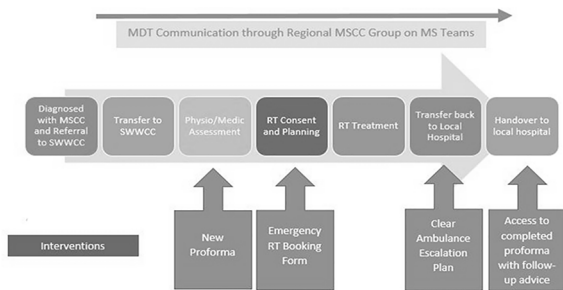 MDT Communication through Regional MSCC Group on MS Teams
Diagnosed
with MSCC
and Referral
to SWWCC
Transfer to
SWWCC
Physio/Medic
Assessment
RT Consent
and Planning
RT Treatment
Transfer back
to Local
Hospital
Handover to
local hospital
Interventions
New
Proforma
Emergency
RT Booking
Form
Clear
Ambulance
Escalation
Plan
Access to
completed
proforma
with follow-
up advice